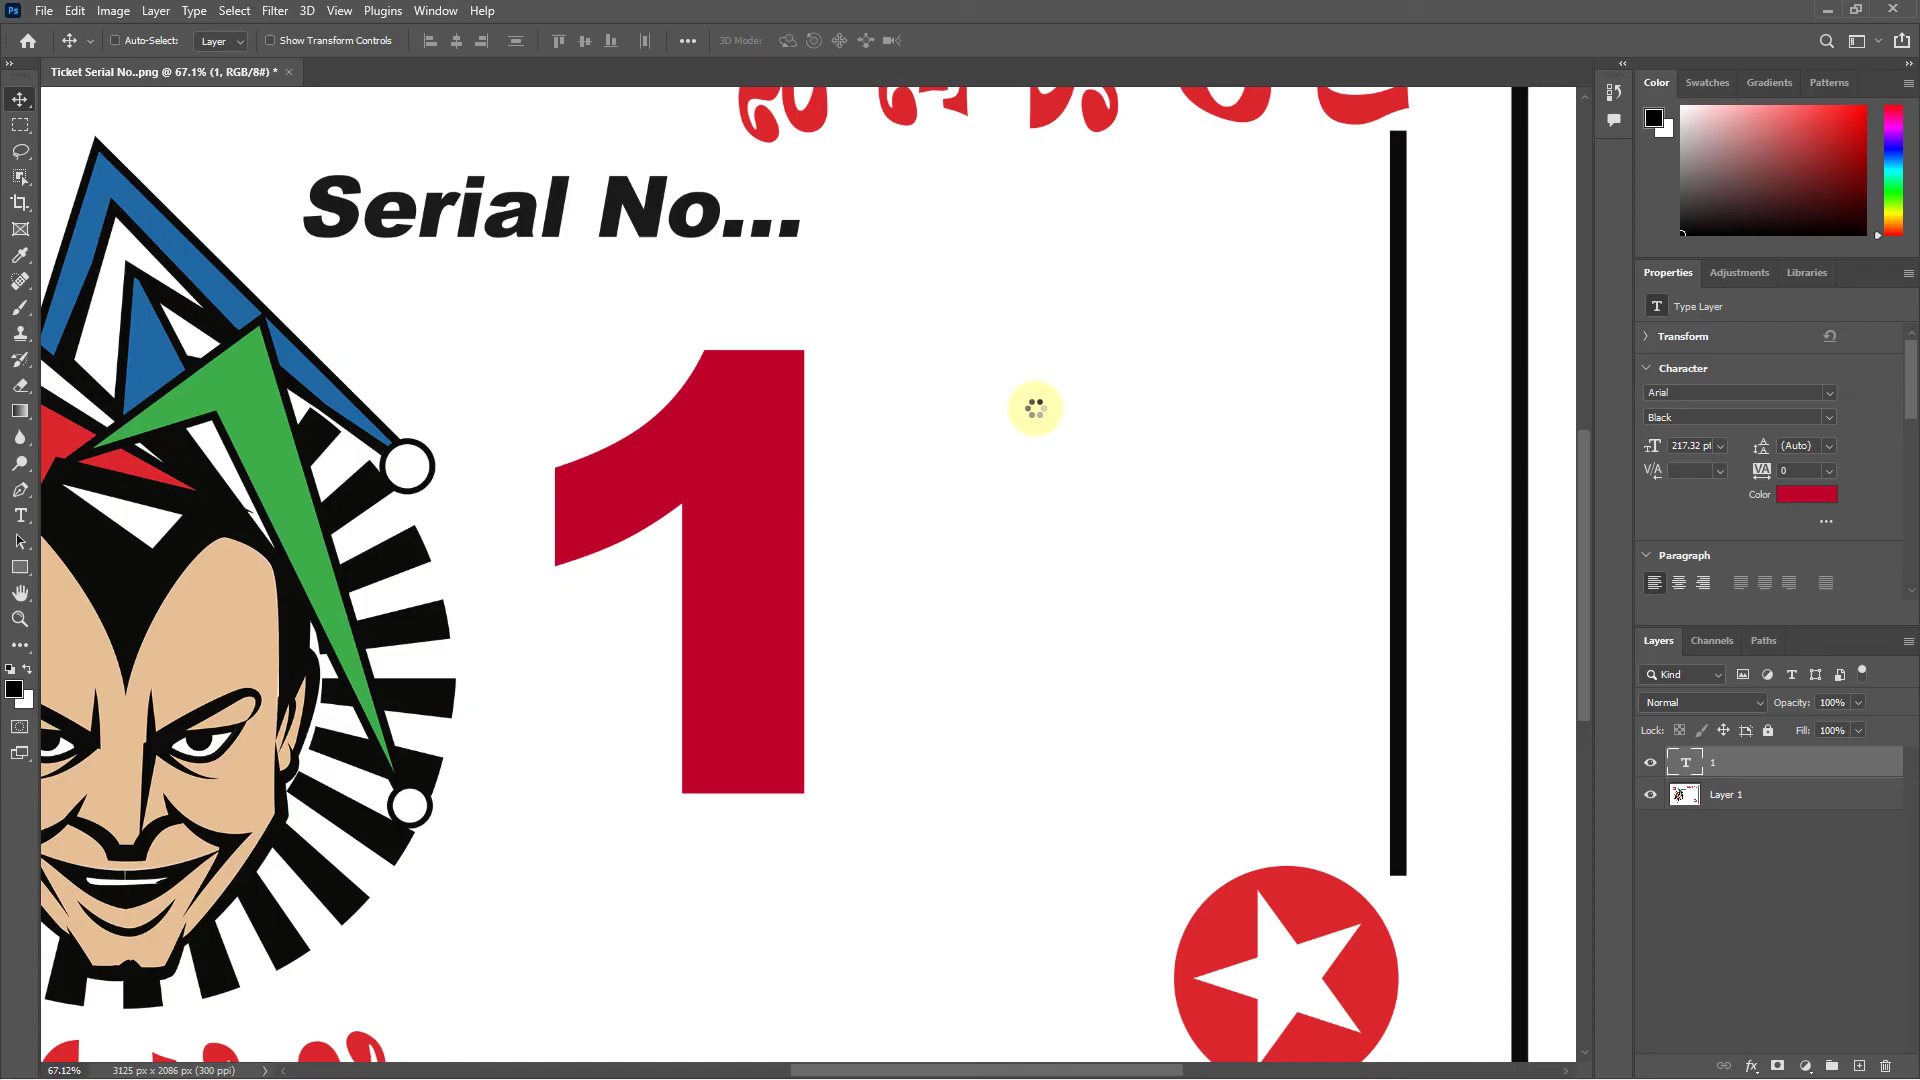 Ps File Edit Image Layer Type Select Filter 3D View Plugins Window Help
Auto-Select: Layer Show Transform Controls 3D Mode:
Ticket Serial No..png @ 67.1% (1, RGB/8#) *
Serial No...
1
Color Swatches Gradients Patterns
Properties Adjustments Libraries
T Type Layer
Transform
Character
Arial
Black
217.32 pt (Auto)
0
Color
Paragraph
Layers Channels Paths
Kind
Normal Opacity: 100%
Lock: Fill: 100%
T 1
Layer 1
67.12% 3125 px x 2086 px (300 ppi)